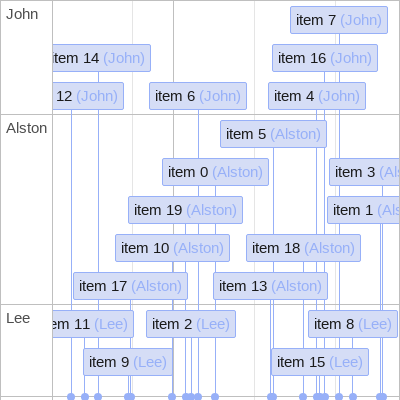 John
item 7 (John)
item 14 (John)
item 16 (John)
12 (John)
item 6 (John)
item 4 (John)
Alston
item 5 (Alston)
item 0 (Alston)
item 3 (Als
item 19 (Alston)
item 1 (Als
item 10 (Alston)
item 18 (Alston)
item 17 (Alston)
item 13 (Alston)
Lee
em 11 (Lee)
item 2 (Lee)
item 8 (Lee)
item 9 (Lee)
item 15 (Lee)